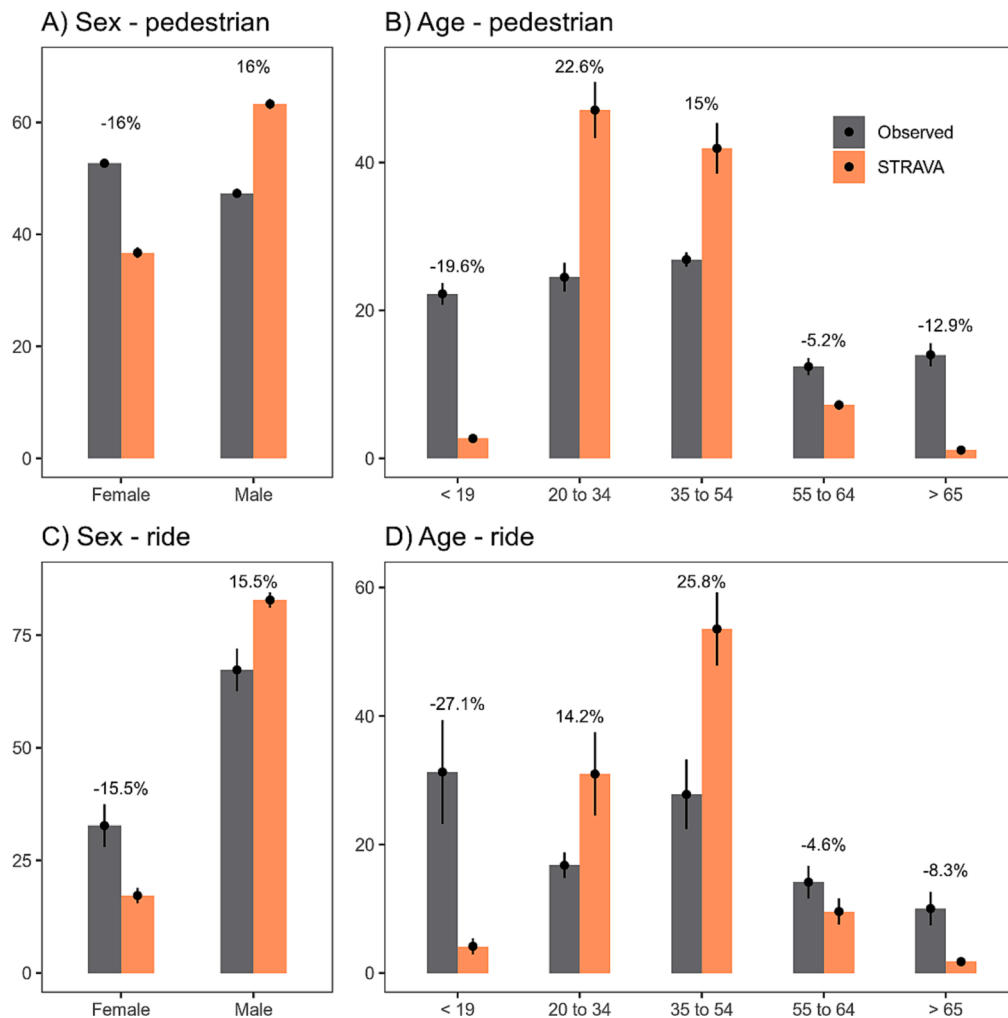 A) Sex - pedestrian
60
40
20
0
-16%
16%
Female Male
B) Age - pedestrian
40
20
0
-19.6%
22.6%
15%
-5.2%
-12.9%
Observed
STRAVA
< 19 20 to 34 35 to 54 55 to 64 > 65
C) Sex - ride
75
50
25
0
-15.5%
15.5%
Female Male
D) Age - ride
60
40
20
0
-27.1%
14.2%
25.8%
-4.6%
-8.3%
< 19 20 to 34 35 to 54 55 to 64 > 65